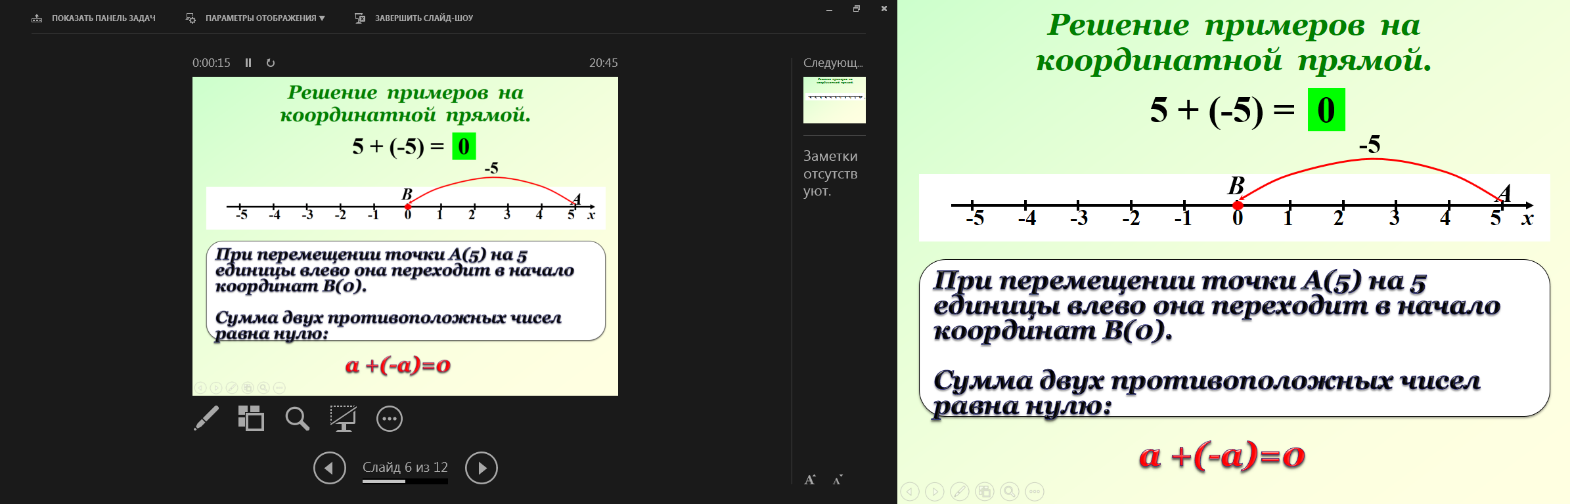 ПОКАЗАТЬ ПАНЕЛЬ ЗАДАЧ
ПАРАМЕТРЫ ОТОБРАЖЕНИЯ ▼
ЗАВЕРШИТЬ СЛАЙД-ШОУ
0:00:15
20:45
Решение примеров на
координатной прямой.
5 + (-5) = 0
-5
B
A
-5 -4 -3 -2 -1 0 1 2 3 4 5 x
При перемещении точки А(5) на 5
единицы влево она переходит в начало
координат В(0).
Сумма двух противоположных чисел
равна нулю:
а +(-а)=0
Слайд 6 из 12
Следующ...
Решение примеров на
координатной прямой.
Заметки
отсутств
уют.
A
A
Решение примеров на
координатной прямой.
5 + (-5) = 0
-5
B
A
-5 -4 -3 -2 -1 0 1 2 3 4 5 x
При перемещении точки А(5) на 5
единицы влево она переходит в начало
координат В(0).
Сумма двух противоположных чисел
равна нулю:
а +(-а)=0